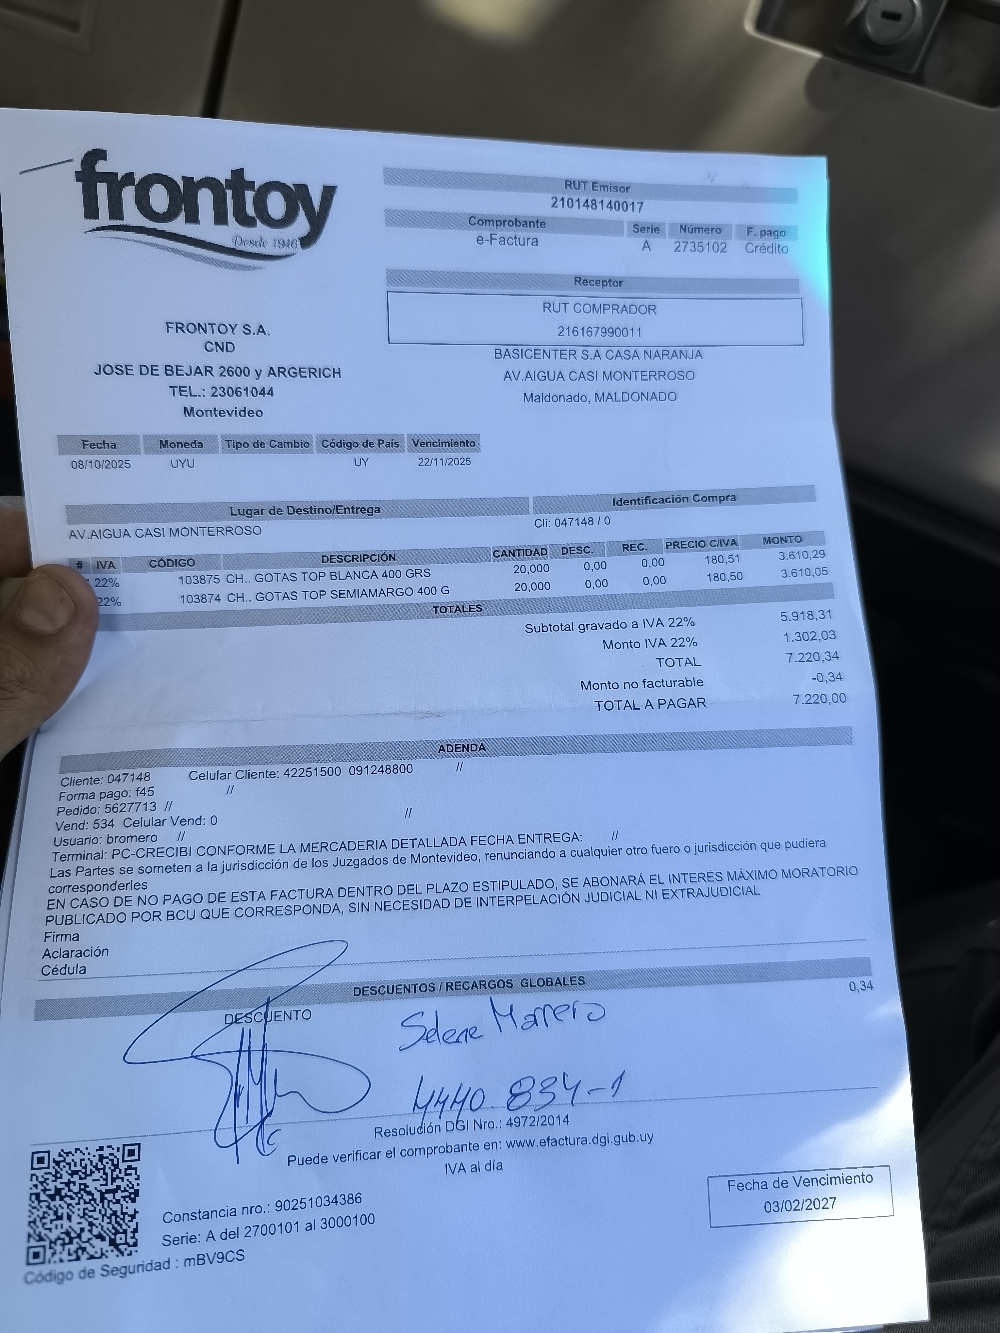 frontoy
Desde 1946
RUT Emisor
210148140017
Comprobante Serie Número F. pago
e-Factura A 2735102 Crédito
Receptor
RUT COMPRADOR
216167990011
BASICENTER S.A CASA NARANJA
AV.AIGUA CASI MONTERROSO
Maldonado, MALDONADO
FRONTOY S.A.
CND
JOSE DE BEJAR 2600 y ARGERICH
TEL.: 23061044
Montevideo
Fecha Moneda Tipo de Cambio Código de País Vencimiento
08/10/2025 UYU UY 22/11/2025
Lugar de Destino/Entrega Identificación Compra
AV.AIGUA CASI MONTERROSO Cli: 047148 / 0
# IVA CÓDIGO DESCRIPCIÓN CANTIDAD DESC. REC. PRECIO C/IVA MONTO
22% 103875 CH.. GOTAS TOP BLANCA 400 GRS 20,000 0,00 0,00 180,51 3.610,29
22% 103874 CH.. GOTAS TOP SEMIAMARGO 400 G 20,000 0,00 0,00 180,50 3.610,05
TOTALES
Subtotal gravado a IVA 22% 5.918,31
Monto IVA 22% 1.302,03
TOTAL 7.220,34
Monto no facturable -0,34
TOTAL A PAGAR 7.220,00
ADENDA
Cliente: 047148 Celular Cliente: 42251500 091248800 //
Forma pago: f45 //
Pedido: 5627713 //
Vend: 534 Celular Vend: 0 //
Usuario: bromero //
Terminal: PC-CRECIBI CONFORME LA MERCADERIA DETALLADA FECHA ENTREGA: //
Las Partes se someten a la jurisdicción de los Juzgados de Montevideo, renunciando a cualquier otro fuero o jurisdicción que pudiera
corresponderles
EN CASO DE NO PAGO DE ESTA FACTURA DENTRO DEL PLAZO ESTIPULADO, SE ABONARÁ EL INTERÉS MÁXIMO MORATORIO
PUBLICADO POR BCU QUE CORRESPONDA, SIN NECESIDAD DE INTERPELACIÓN JUDICIAL NI EXTRAJUDICIAL
Firma
Aclaración
Cédula
DESCUENTOS / RECARGOS GLOBALES
DESCUENTO 0,34
Selene Marrero
4440 834-1
Resolución DGI Nro.: 4972/2014
Puede verificar el comprobante en: www.efactura.dgi.gub.uy
IVA al día
Constancia nro.: 90251034386
Serie: A del 2700101 al 3000100
Código de Seguridad : mBV9CS
Fecha de Vencimiento
03/02/2027